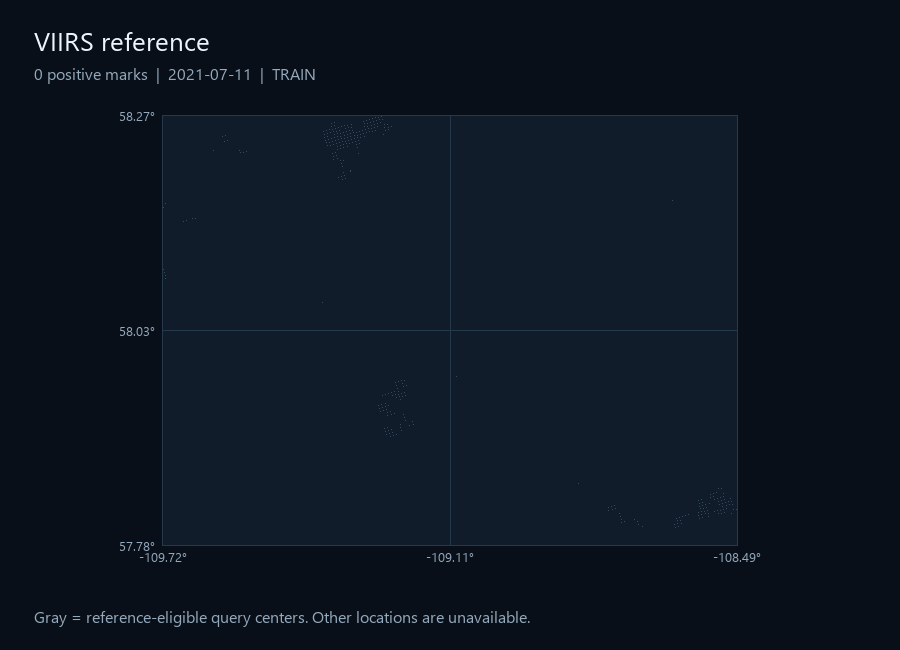 VIIRS reference
0 positive marks | 2021-07-11 | TRAIN
58.27°
58.03°
57.78°
-109.72°
-109.11°
-108.49°
Gray = reference-eligible query centers. Other locations are unavailable.